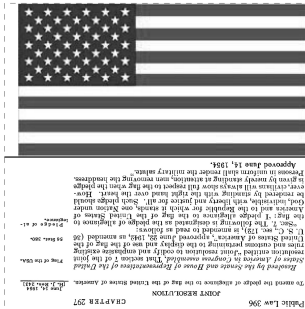 Public Law 396
CHAPTER 297
JOINT RESOLUTION
To amend the pledge of allegiance to the flag of the United States of America.
Resolved by the Senate and House of Representatives of the United
States of America in Congress assembled, That section 7 of the joint
resolution entitled "Joint resolution to codify and emphasize existing
rules and customs pertaining to the display and use of the flag of the
United States of America", approved June 22, 1942, as amended (36
U. S. C., sec. 172), is amended to read as follows:
"Sec. 7. The following is designated as the pledge of allegiance to
the flag: 'I pledge allegiance to the flag of the United States of
America and to the Republic for which it stands, one Nation under
God, indivisible, with liberty and justice for all'. Such pledge should
be rendered by standing with the right hand over the heart. How-
ever, civilians will always show full respect to the flag when the pledge
is given by merely standing at attention, men removing the headdress.
Persons in uniform shall render the military salute."
Approved June 14, 1954.
June 14, 1954
[H. J. Res. 243]
Flag of the USA.
56 Stat. 380.
Pledge of al-
legiance.